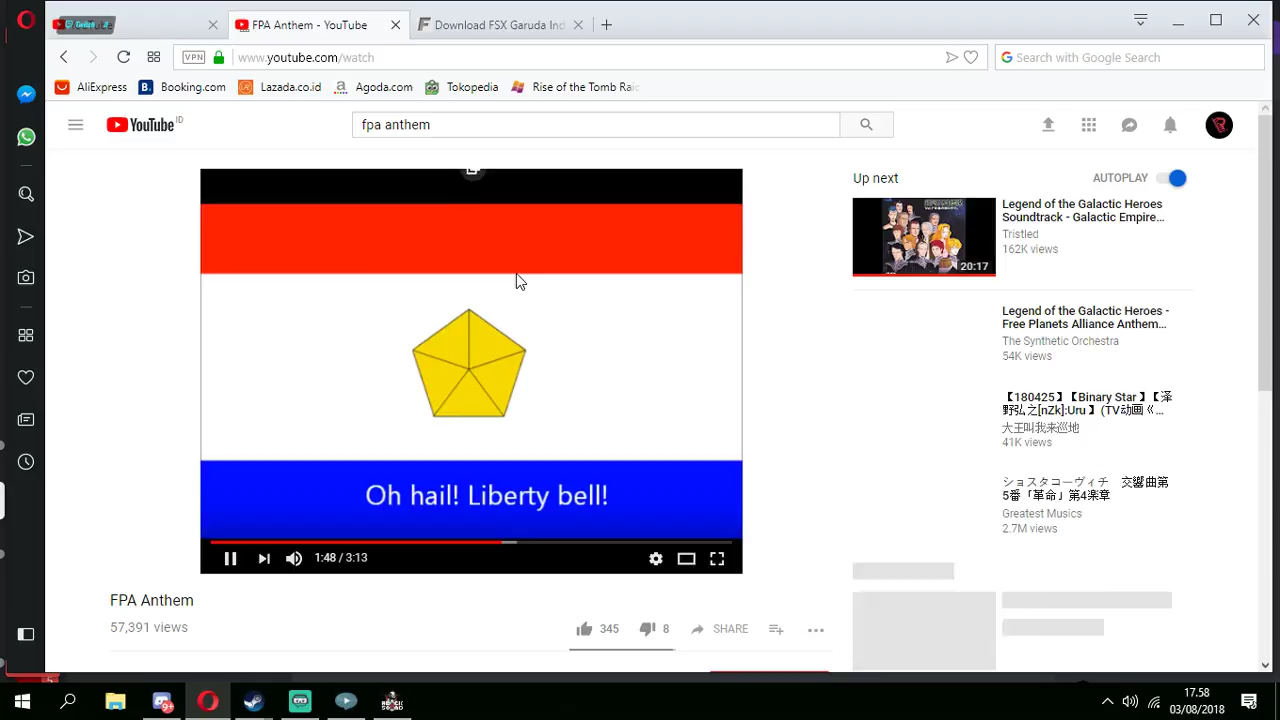 FPA Anthem - YouTube
Download FSX Garuda Ind
VPN
www.youtube.com/watch
Search with Google
AliExpress
Booking.com
Lazada.co.id
Agoda.com
Tokopedia
Rise of the Tomb Rai
YouTube ID
fpa anthem
Up next
AUTOPLAY
Legend of the Galactic Heroes
Soundtrack - Galactic Empire...
Tristled
162K views
20:17
Legend of the Galactic Heroes -
Free Planets Alliance Anthem...
The Synthetic Orchestra
54K views
【180425】【Binary Star】【泽
野弘之[nZk]:Uru】(TV动画《...
大王叫我来巡地
41K views
ショスタコーヴィチ 交響曲第
5番「革命」第4楽章
Greatest Musics
2.7M views
Oh hail! Liberty bell!
1:48 / 3:13
FPA Anthem
57,391 views
345
8
SHARE
17.58
03/08/2018